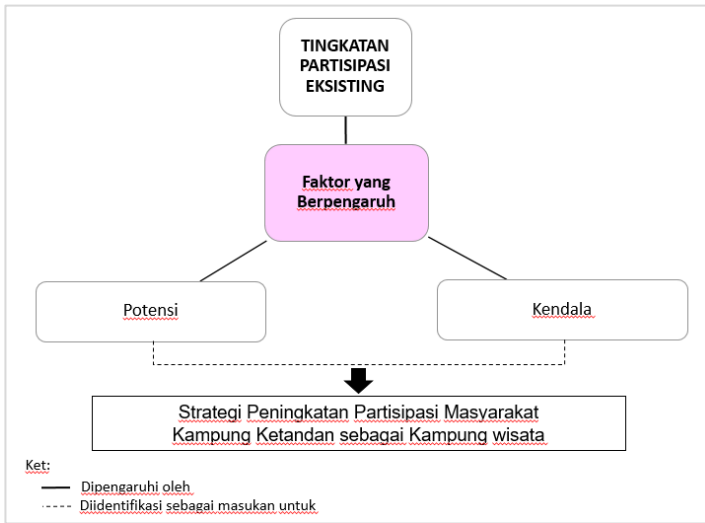 TINGKATAN
PARTISIPASI
EKSISTING
Faktor yang
Berpengaruh
Potensi
Kendala
Strategi Peningkatan Partisipasi Masyarakat
Kampung Ketandan sebagai Kampung wisata
Ket:
Dipengaruhi oleh
Diidentifikasi sebagai masukan untuk